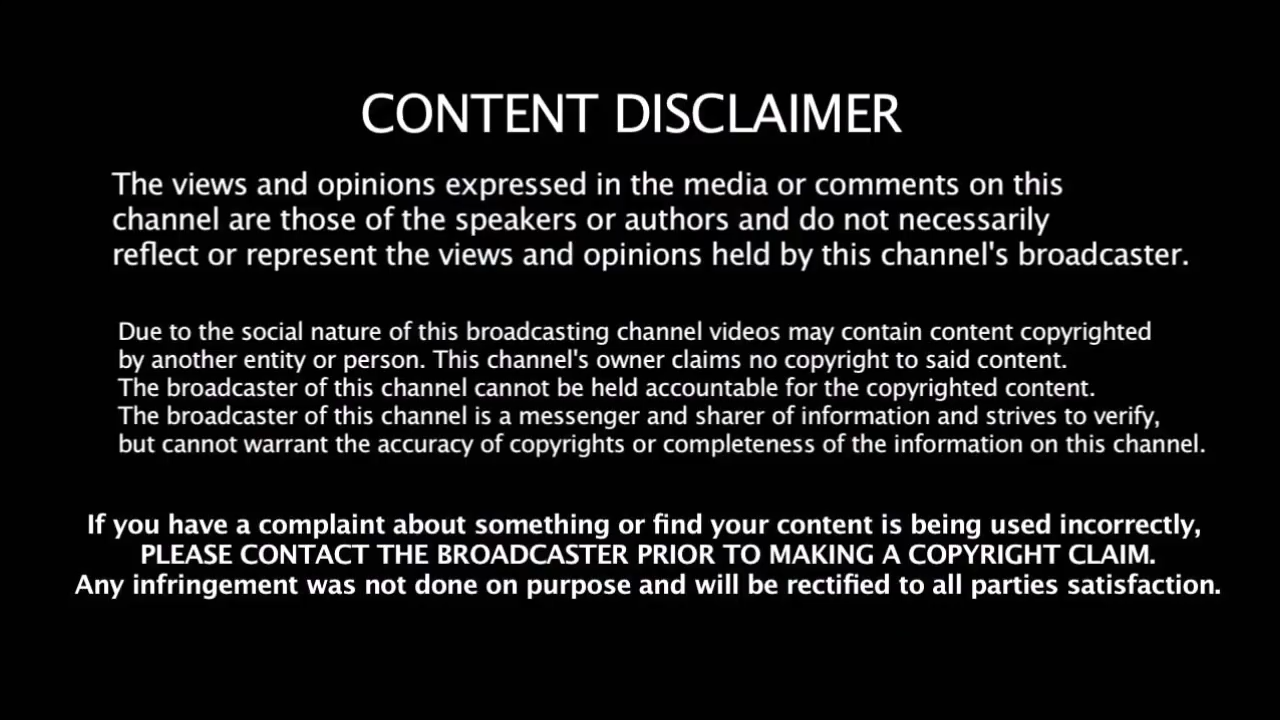 CONTENT DISCLAIMER
The views and opinions expressed in the media or comments on this
channel are those of the speakers or authors and do not necessarily
reflect or represent the views and opinions held by this channel's broadcaster.
Due to the social nature of this broadcasting channel videos may contain content copyrighted
by another entity or person. This channel's owner claims no copyright to said content.
The broadcaster of this channel cannot be held accountable for the copyrighted content.
The broadcaster of this channel is a messenger and sharer of information and strives to verify,
but cannot warrant the accuracy of copyrights or completeness of the information on this channel.
If you have a complaint about something or find your content is being used incorrectly,
PLEASE CONTACT THE BROADCASTER PRIOR TO MAKING A COPYRIGHT CLAIM.
Any infringement was not done on purpose and will be rectified to all parties satisfaction.